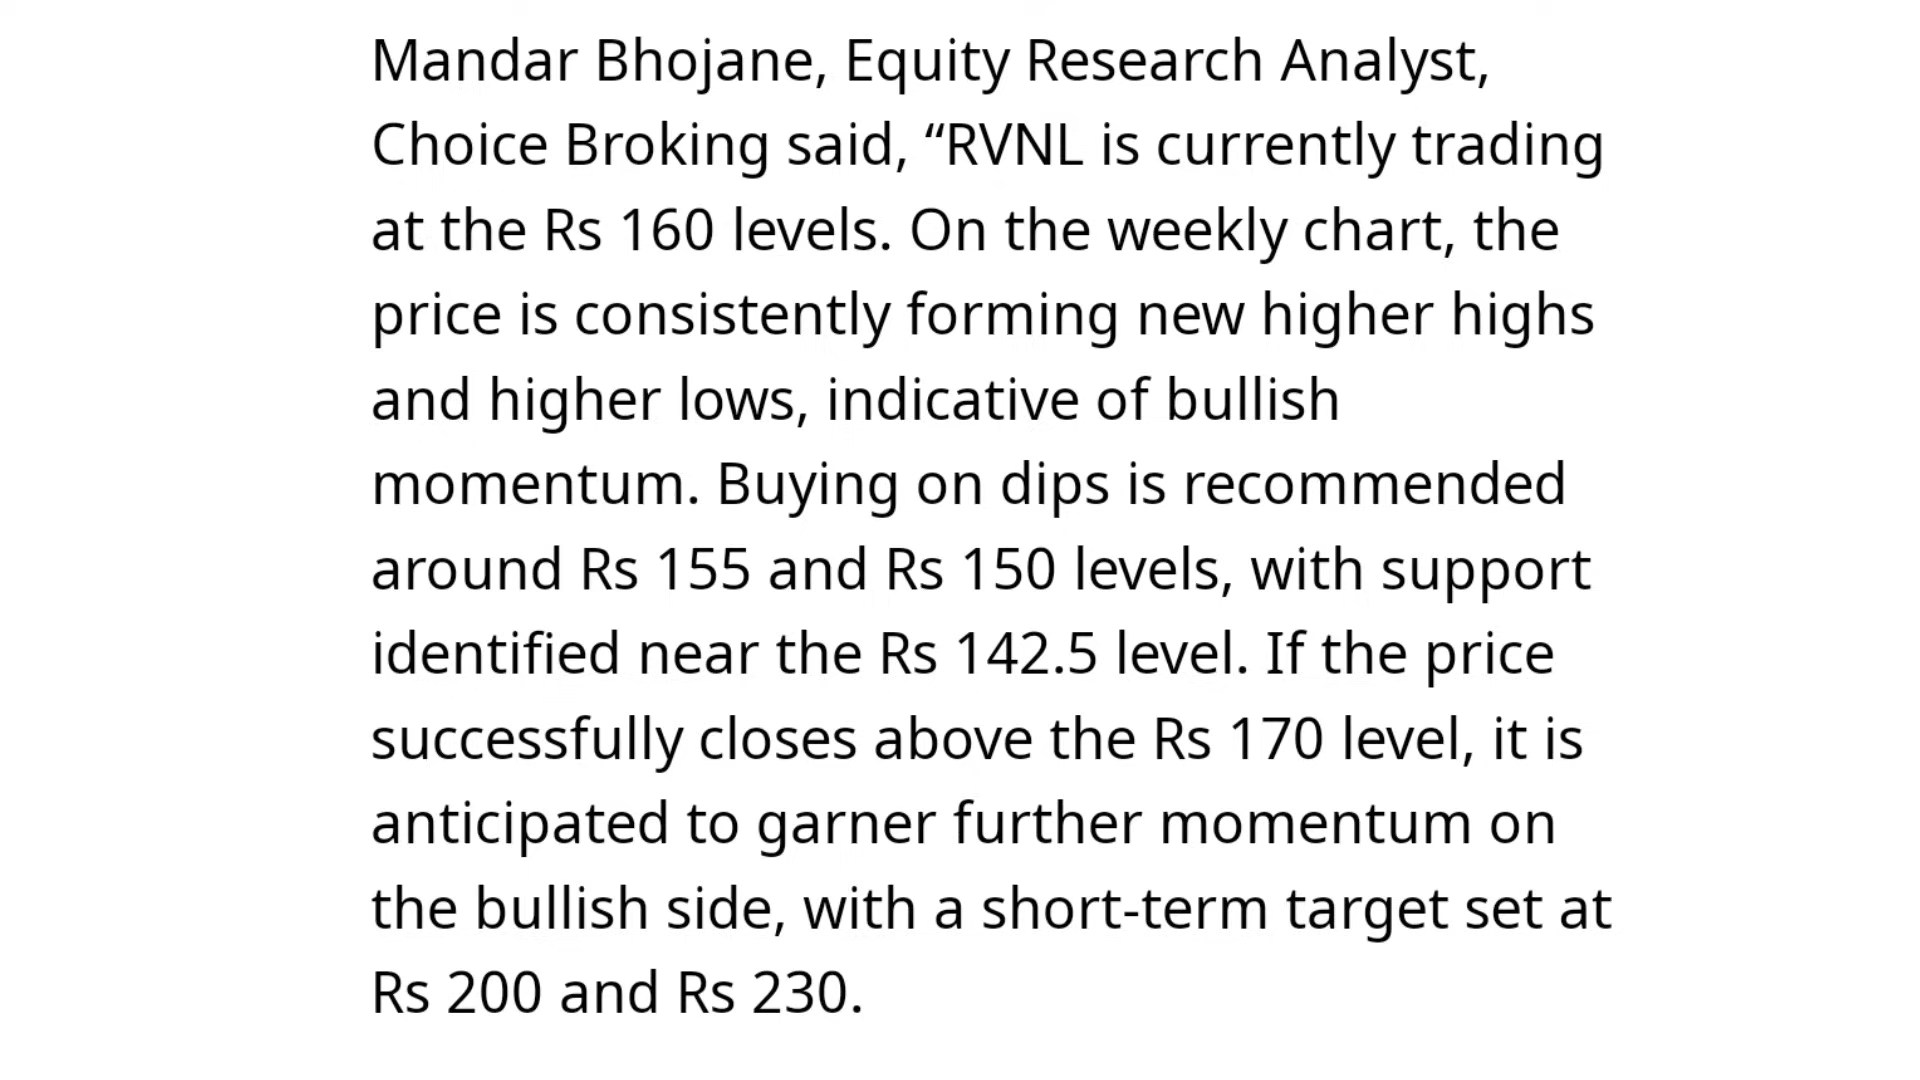 Mandar Bhojane, Equity Research Analyst,
Choice Broking said, “RVNL is currently trading
at the Rs 160 levels. On the weekly chart, the
price is consistently forming new higher highs
and higher lows, indicative of bullish
momentum. Buying on dips is recommended
around Rs 155 and Rs 150 levels, with support
identified near the Rs 142.5 level. If the price
successfully closes above the Rs 170 level, it is
anticipated to garner further momentum on
the bullish side, with a short-term target set at
Rs 200 and Rs 230.